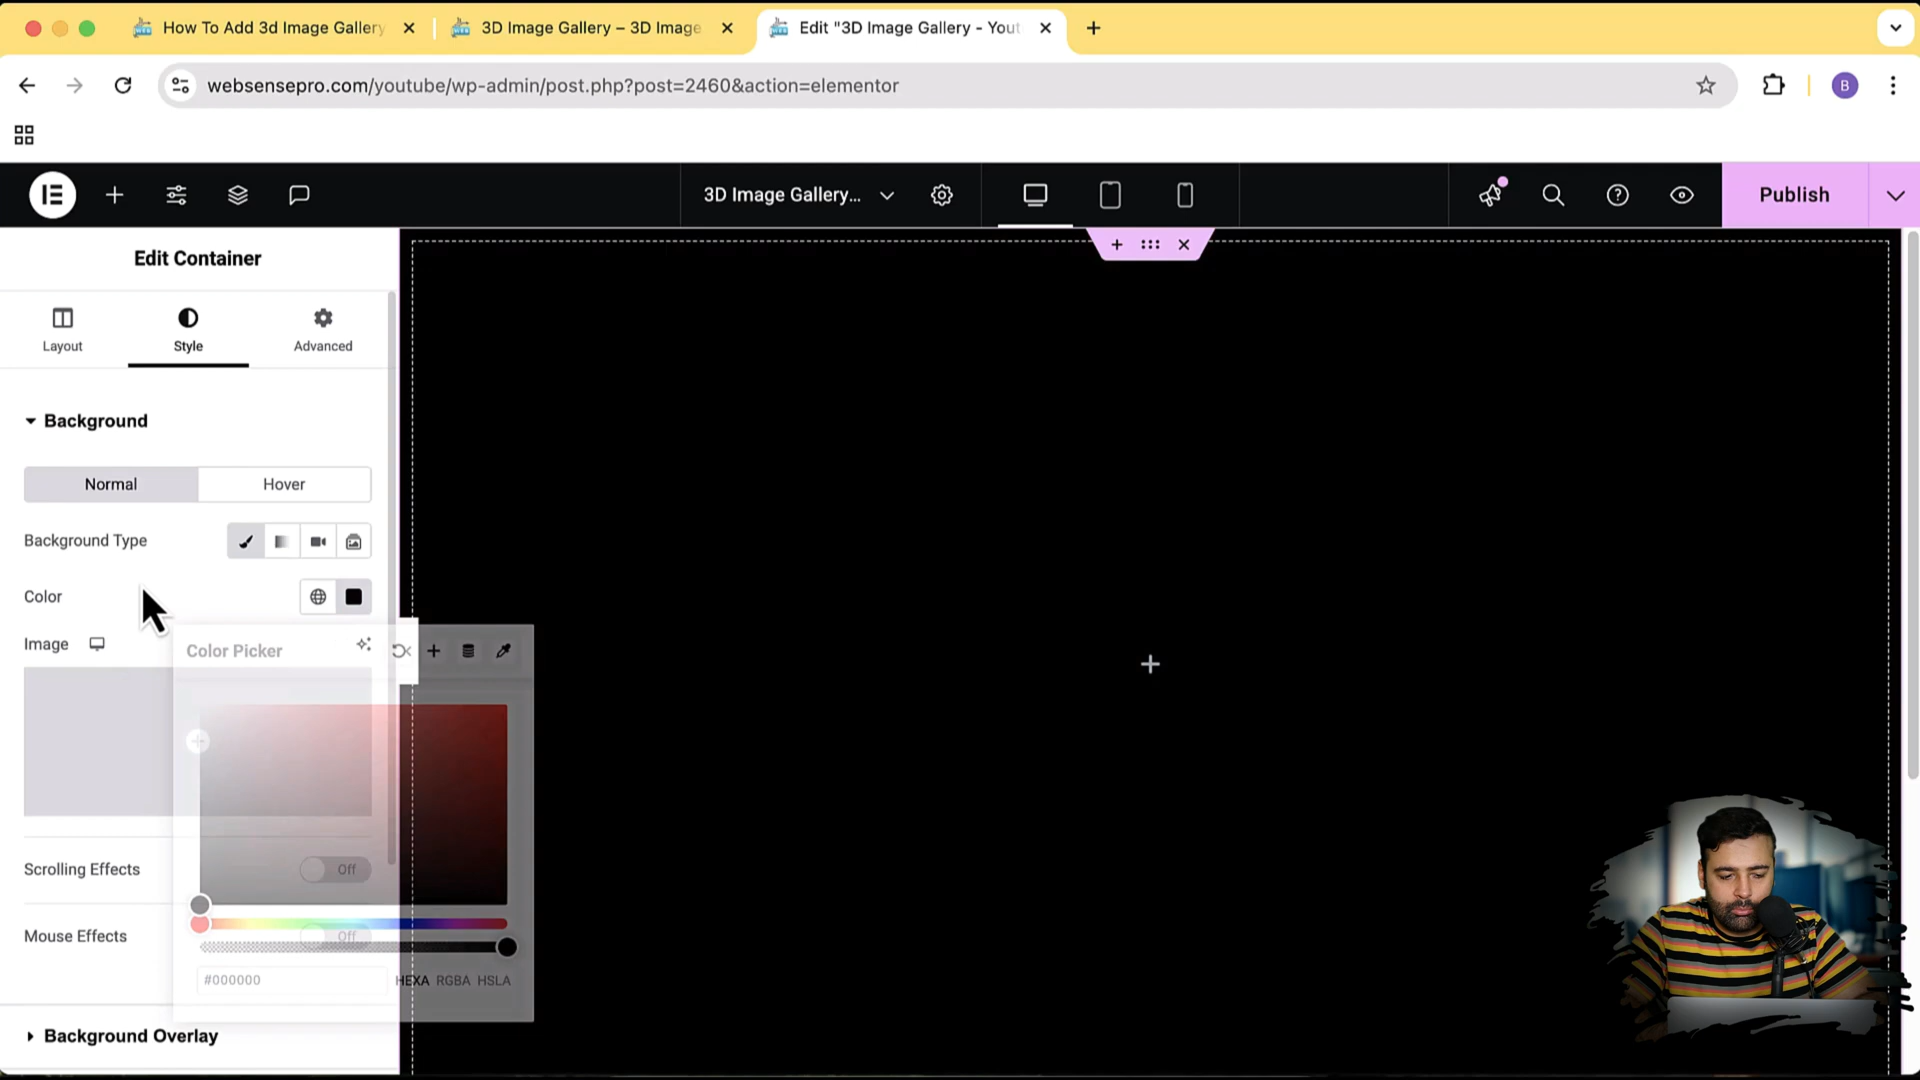 How To Add 3d Image Gallery
3D Image Gallery – 3D Image
Edit "3D Image Gallery - Yout
websensepro.com/youtube/wp-admin/post.php?post=2460&action=elementor
B
3D Image Gallery...
Publish
Edit Container
Layout
Style
Advanced
Background
Normal
Hover
Background Type
Color
Image
Color Picker
Scrolling Effects
Off
Mouse Effects
Off
#000000
HEXA RGBA HSLA
Background Overlay